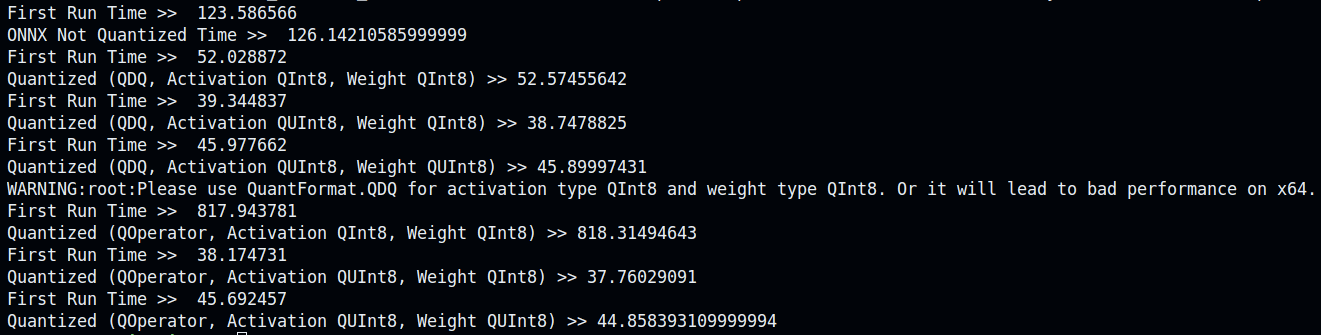 First Run Time >>  123.586566
ONNX Not Quantized Time >>  126.14210585999999
First Run Time >>  52.028872
Quantized (QDQ, Activation QInt8, Weight QInt8) >> 52.57455642
First Run Time >>  39.344837
Quantized (QDQ, Activation QUInt8, Weight QInt8) >> 38.7478825
First Run Time >>  45.977662
Quantized (QDQ, Activation QUInt8, Weight QUInt8) >> 45.89997431
WARNING:root:Please use QuantFormat.QDQ for activation type QInt8 and weight type QInt8. Or it will lead to bad performance on x64.
First Run Time >>  817.943781
Quantized (QOperator, Activation QInt8, Weight QInt8) >> 818.31494643
First Run Time >>  38.174731
Quantized (QOperator, Activation QUInt8, Weight QInt8) >> 37.76029091
First Run Time >>  45.692457
Quantized (QOperator, Activation QUInt8, Weight QUInt8) >> 44.858393109999994